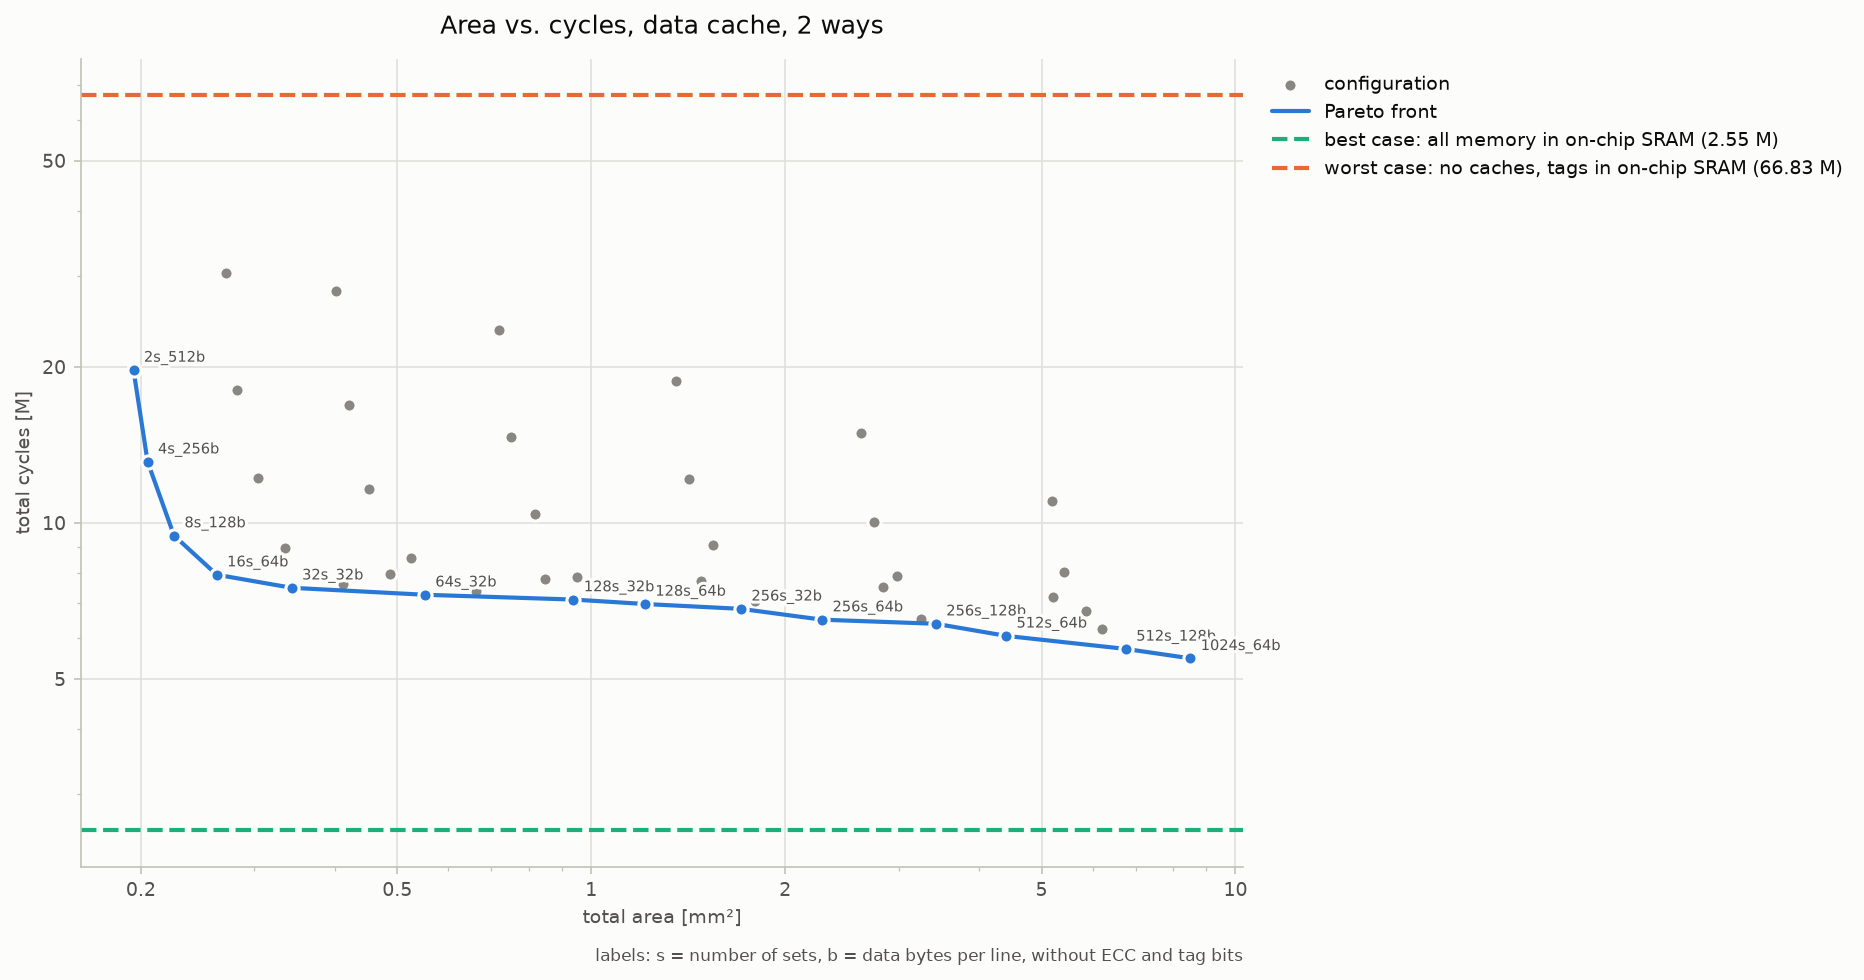 Area vs. cycles, data cache, 2 ways
configuration
Pareto front
best case: all memory in on-chip SRAM (2.55 M)
worst case: no caches, tags in on-chip SRAM (66.83 M)
50
20
10
5
total cycles [M]
2s_512b
4s_256b
8s_128b
16s_64b
32s_32b
64s_32b
128s_32b
128s_64b
256s_32b
256s_64b
256s_128b
512s_64b
512s_128b
1024s_64b
0.2
0.5
1
2
5
10
total area [mm²]
labels: s = number of sets, b = data bytes per line, without ECC and tag bits